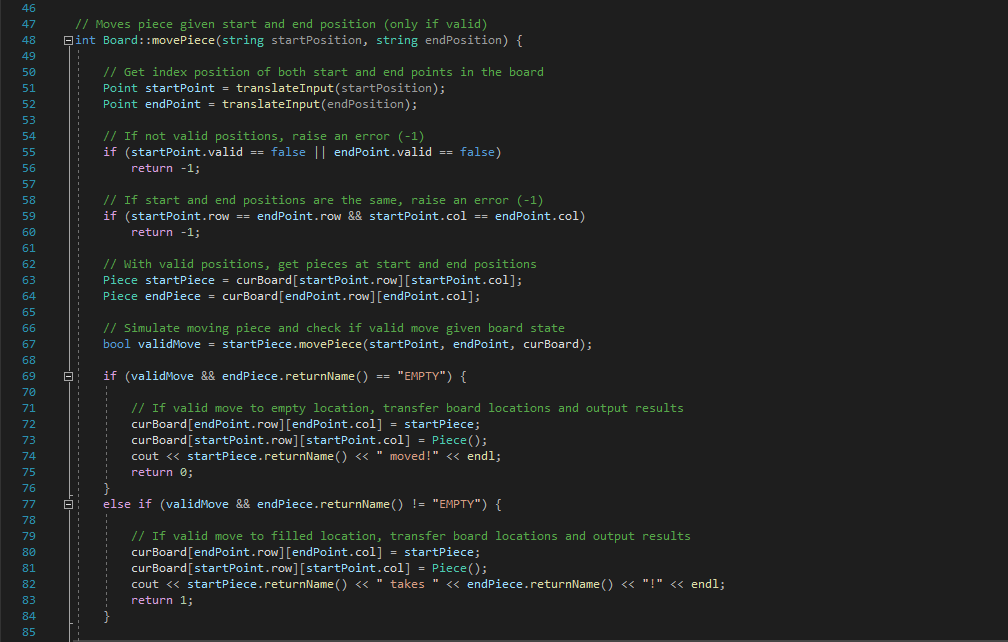 46
47 // Moves piece given start and end position (only if valid)
48 int Board::movePiece(string startPosition, string endPosition) {
49
50 // Get index position of both start and end points in the board
51 Point startPoint = translateInput(startPosition);
52 Point endPoint = translateInput(endPosition);
53
54 // If not valid positions, raise an error (-1)
55 if (startPoint.valid == false || endPoint.valid == false)
56 return -1;
57
58 // If start and end positions are the same, raise an error (-1)
59 if (startPoint.row == endPoint.row && startPoint.col == endPoint.col)
60 return -1;
61
62 // With valid positions, get pieces at start and end positions
63 Piece startPiece = curBoard[startPoint.row][startPoint.col];
64 Piece endPiece = curBoard[endPoint.row][endPoint.col];
65
66 // Simulate moving piece and check if valid move given board state
67 bool validMove = startPiece.movePiece(startPoint, endPoint, curBoard);
68
69 if (validMove && endPiece.returnName() == "EMPTY") {
70
71 // If valid move to empty location, transfer board locations and output results
72 curBoard[endPoint.row][endPoint.col] = startPiece;
73 curBoard[startPoint.row][startPoint.col] = Piece();
74 cout << startPiece.returnName() << " moved!" << endl;
75 return 0;
76 }
77 else if (validMove && endPiece.returnName() != "EMPTY") {
78
79 // If valid move to filled location, transfer board locations and output results
80 curBoard[endPoint.row][endPoint.col] = startPiece;
81 curBoard[startPoint.row][startPoint.col] = Piece();
82 cout << startPiece.returnName() << " takes " << endPiece.returnName() << "!" << endl;
83 return 1;
84 }
85